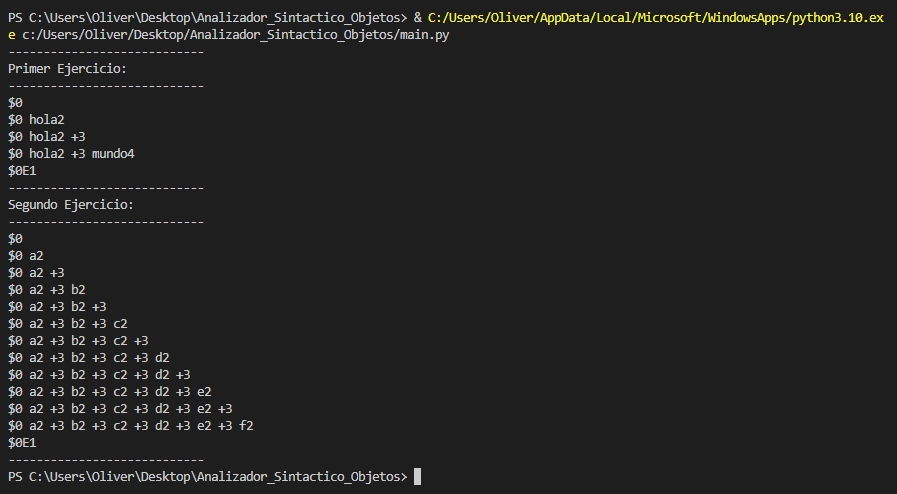 PS C:\Users\Oliver\Desktop\Analizador_Sintactico_Objetos> & C:/Users/Oliver/AppData/Local/Microsoft/WindowsApps/python3.10.ex
e c:/Users/Oliver/Desktop/Analizador_Sintactico_Objetos/main.py
----------------------------
Primer Ejercicio:
----------------------------
$0
$0 hola2
$0 hola2 +3
$0 hola2 +3 mundo4
$0E1
----------------------------
Segundo Ejercicio:
----------------------------
$0
$0 a2
$0 a2 +3
$0 a2 +3 b2
$0 a2 +3 b2 +3
$0 a2 +3 b2 +3 c2
$0 a2 +3 b2 +3 c2 +3
$0 a2 +3 b2 +3 c2 +3 d2
$0 a2 +3 b2 +3 c2 +3 d2 +3
$0 a2 +3 b2 +3 c2 +3 d2 +3 e2
$0 a2 +3 b2 +3 c2 +3 d2 +3 e2 +3
$0 a2 +3 b2 +3 c2 +3 d2 +3 e2 +3 f2
$0E1
----------------------------
PS C:\Users\Oliver\Desktop\Analizador_Sintactico_Objetos>